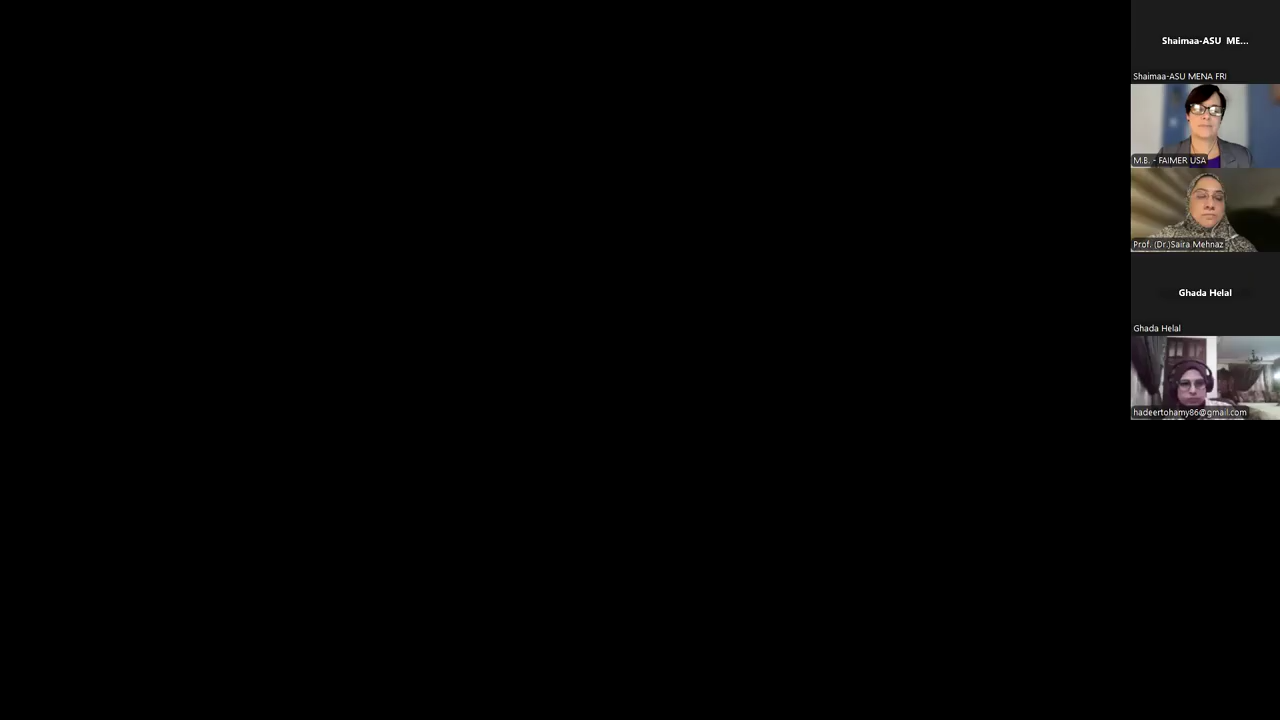 Shaimaa-ASU ME...
Shaimaa-ASU MENA FRI
M.B. - FAIMER USA
Prof. (Dr.)Saira Mehnaz
Ghada Helal
Ghada Helal
hadeertohamy86@gmail.com